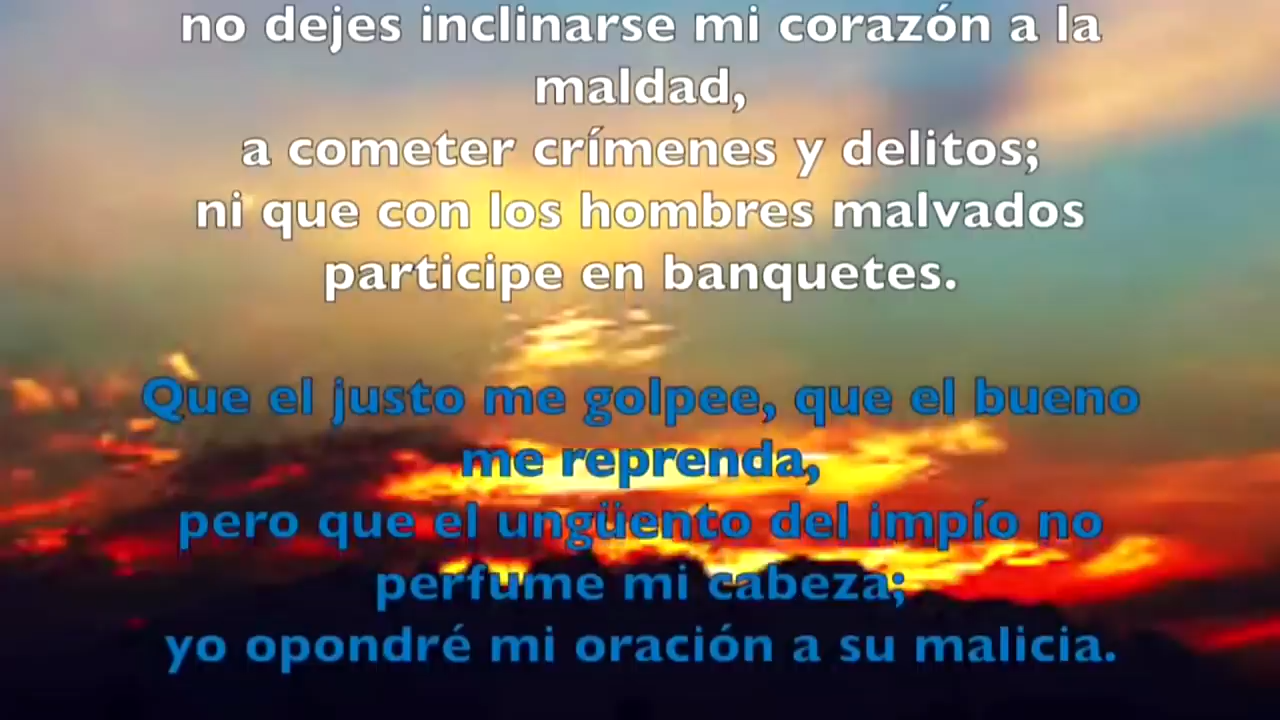 no dejes inclinarse mi corazón a la
maldad,
a cometer crímenes y delitos;
ni que con los hombres malvados
participe en banquetes.
Que el justo me golpee, que el bueno
me reprenda,
pero que el ungüento del impío no
perfume mi cabeza;
yo opondré mi oración a su malicia.